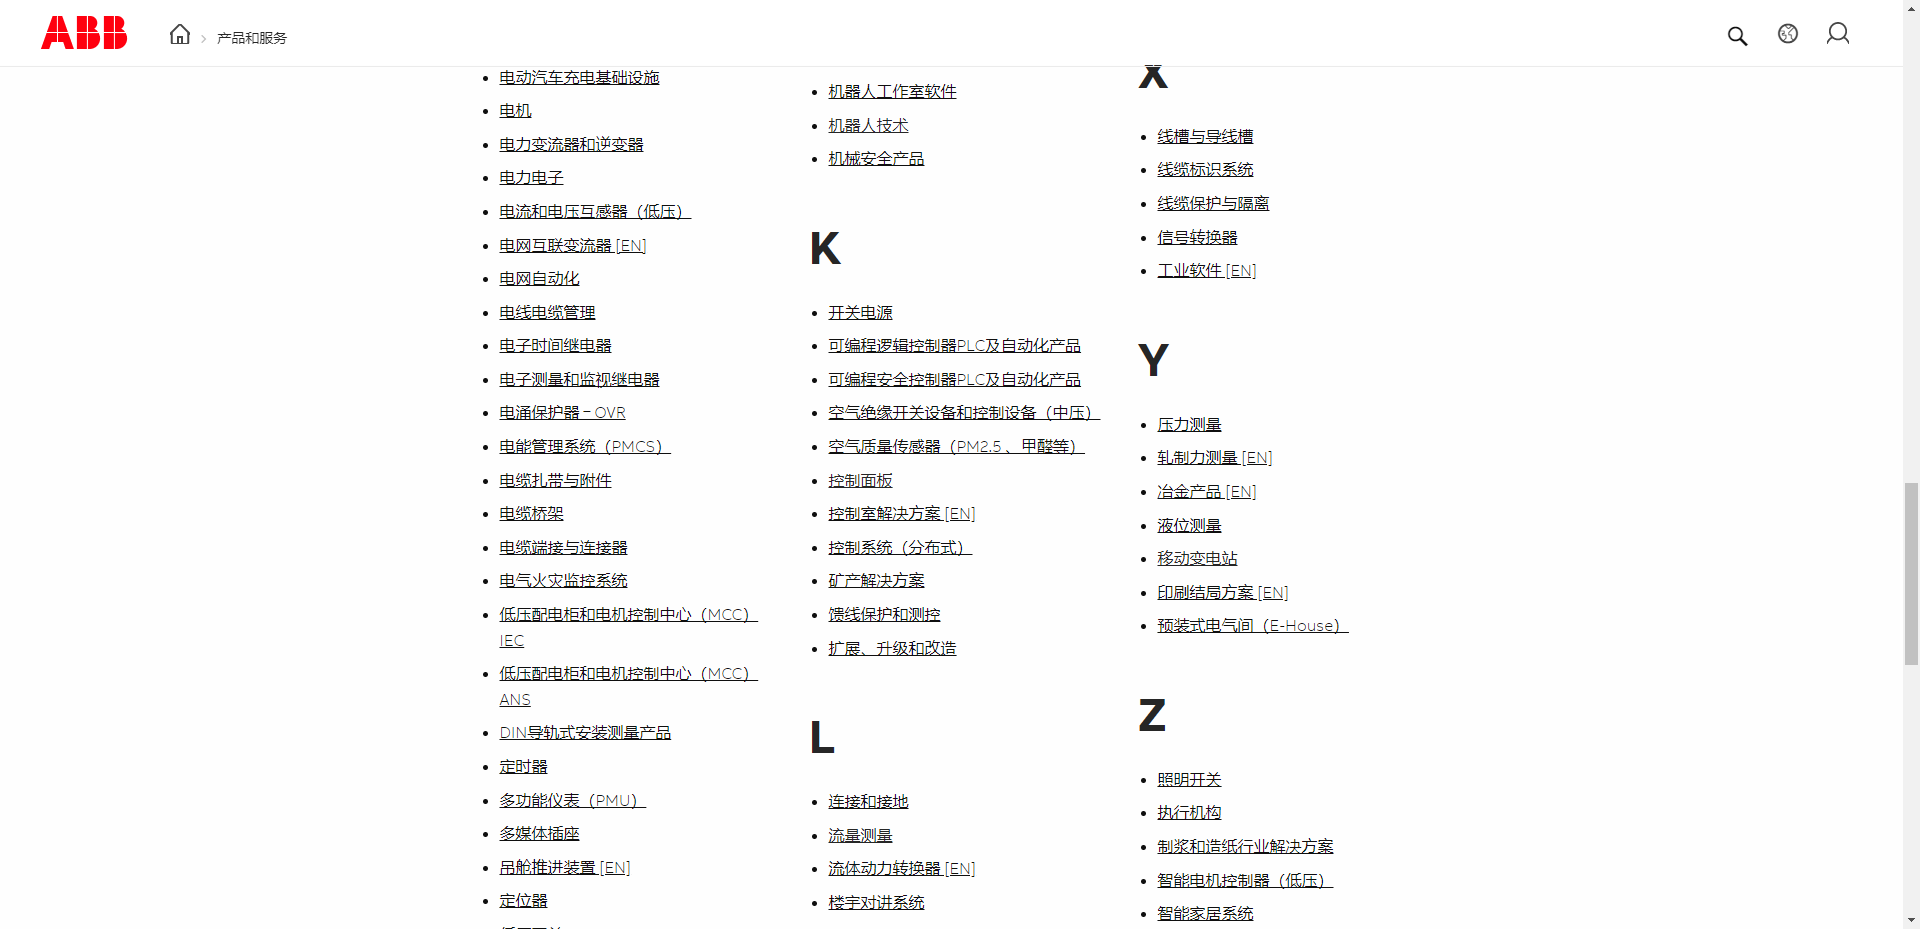 ABB
产品和服务
电动汽车充电基础设施
电机
电力变流器和逆变器
电力电子
电流和电压互感器（低压）
电网互联变流器 [EN]
电网自动化
电线电缆管理
电子时间继电器
电子测量和监视继电器
电涌保护器 – OVR
电能管理系统（PMCS）
电缆扎带与附件
电缆桥架
电缆端接与连接器
电气火灾监控系统
低压配电柜和电机控制中心（MCC）
IEC
低压配电柜和电机控制中心（MCC）
ANS
DIN导轨式安装测量产品
定时器
多功能仪表（PMU）
多媒体插座
吊舱推进装置 [EN]
定位器
机器人工作室软件
机器人技术
机械安全产品
K
开关电源
可编程逻辑控制器PLC及自动化产品
可编程安全控制器PLC及自动化产品
空气绝缘开关设备和控制设备（中压）
空气质量传感器（PM2.5 、甲醛等）
控制面板
控制室解决方案 [EN]
控制系统（分布式）
矿产解决方案
馈线保护和测控
扩展、升级和改造
L
连接和接地
流量测量
流体动力转换器 [EN]
楼宇对讲系统
X
线槽与导线槽
线缆标识系统
线缆保护与隔离
信号转换器
工业软件 [EN]
Y
压力测量
轧制力测量 [EN]
冶金产品 [EN]
液位测量
移动变电站
印刷结局方案 [EN]
预装式电气间（E-House）
Z
照明开关
执行机构
制浆和造纸行业解决方案
智能电机控制器（低压）
智能家居系统